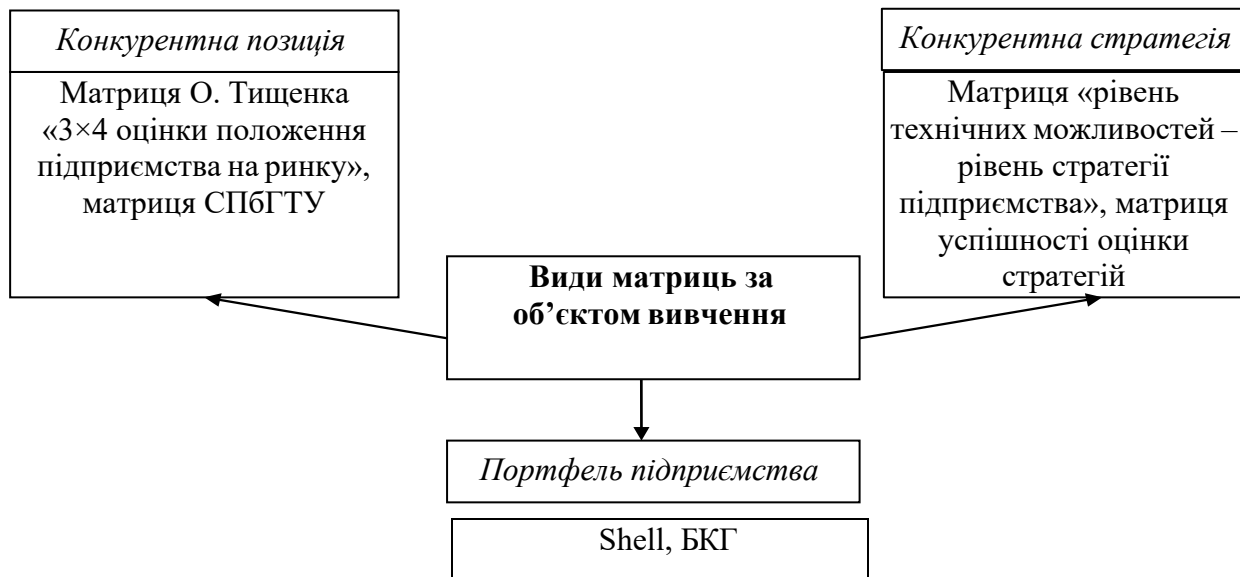 Конкурентна позиція
Матриця О. Тищенка
«3×4 оцінки положення
підприємства на ринку»,
матриця СПбГТУ
Конкурентна стратегія
Матриця «рівень
технічних можливостей –
рівень стратегії
підприємства», матриця
успішності оцінки
стратегій
Види матриць за
об’єктом вивчення
Портфель підприємства
Shell, БКГ